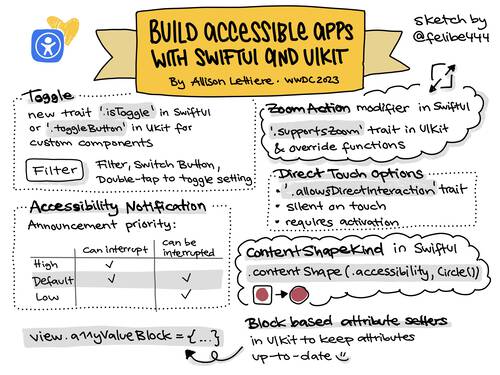 BUILD ACCESSIBLE APPS
WITH SWIFTUI AND UIKIT
By Allison Lettiere · WWDC2023
sketch by
@felibe444
Toggle
new trait '.isToggle' in SwiftUI
or '.toggleButton' in UIKit for
custom components
Filter
Filter, Switch Button,
Double-tap to toggle setting
ZoomAction modifier in SwiftUI
'.supportsZoom' trait in UIKit
& override functions
Direct Touch Options
• '.allowsDirectInteraction' trait
• silent on touch
• requires activation
Accessibility Notification
Announcement priority:
can interrupt
can be
interrupted
High ✓
Default ✓ ✓
Low ✓
ContentShapeKind in SwiftUI
.contentShape(.accessibility, Circle())
view.a11yValueBlock = {...}
Block based attribute setters
in UIKit to keep attributes
up-to-date